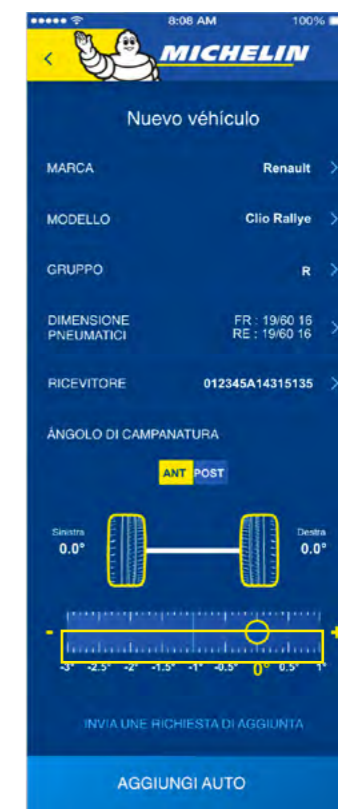 8:08 AM 100%
<
MICHELIN
Nuevo véhículo
MARCA Renault >
MODELLO Clio Rallye >
GRUPPO R >
DIMENSIONE PNEUMATICI FR : 19/60 16 >
RE : 19/60 16
RICEVITORE 012345A14315135 >
ÁNGOLO DI CAMPANATURA
ANT POST
Sinistra Destra
0.0° 0.0°
- +
-3° -2.5° -2° -1.5° -1° -0.5° 0° 0.5° 1°
INVIA UNE RICHIESTA DI AGGIUNTA
AGGIUNGI AUTO